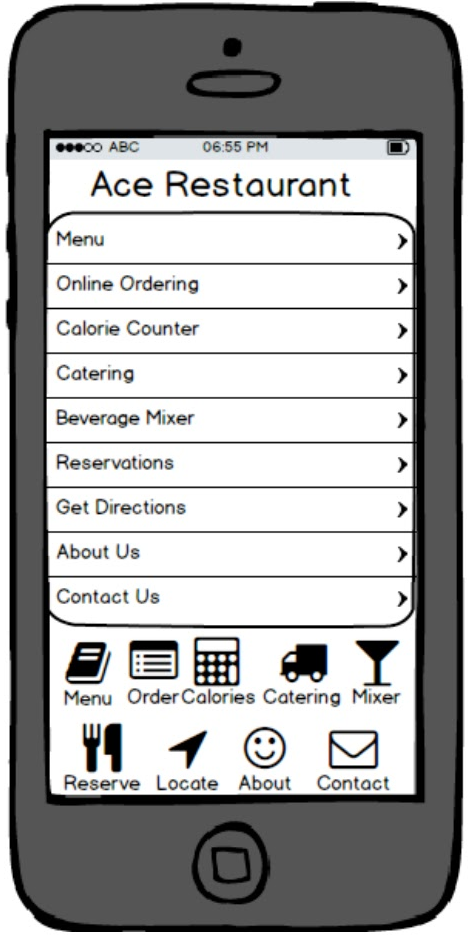 ABC 06:55 PM
Ace Restaurant
Menu
Online Ordering
Calorie Counter
Catering
Beverage Mixer
Reservations
Get Directions
About Us
Contact Us
Menu Order Calories Catering Mixer
Reserve Locate About Contact